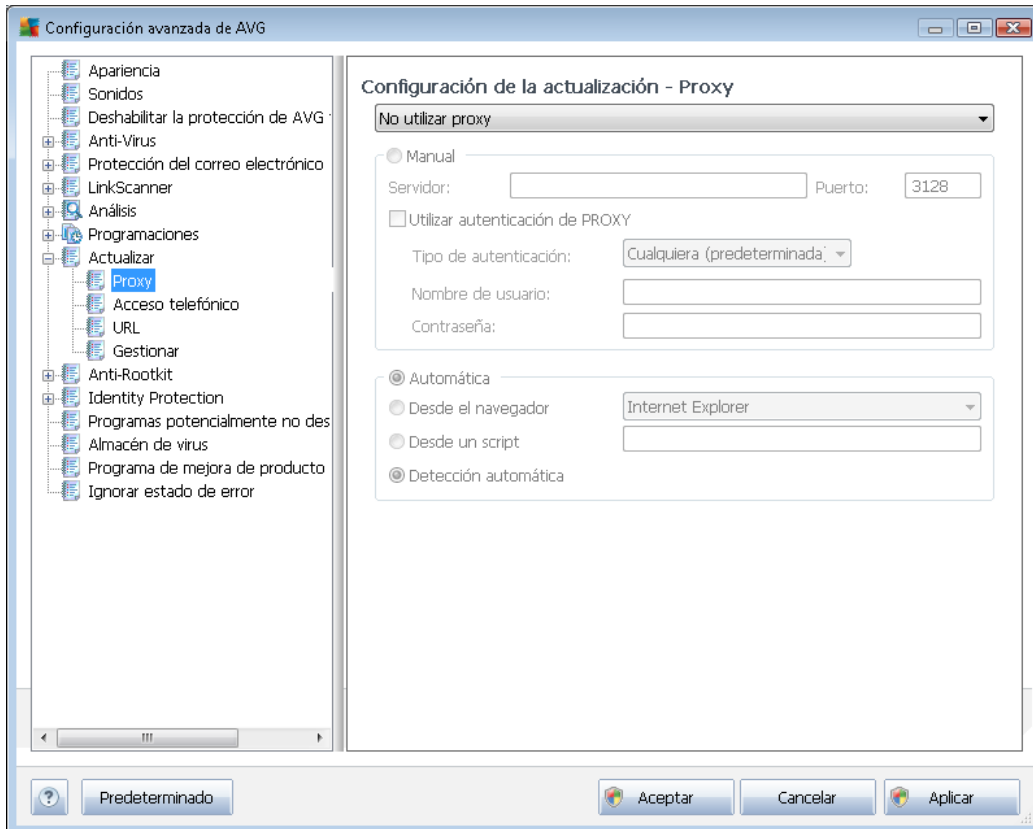 Configuración avanzada de AVG
Apariencia
Sonidos
Deshabilitar la protección de AVG
Anti-Virus
Protección del correo electrónico
LinkScanner
Análisis
Programaciones
Actualizar
Proxy
Acceso telefónico
URL
Gestionar
Anti-Rootkit
Identity Protection
Programas potencialmente no des
Almacén de virus
Programa de mejora de producto
Ignorar estado de error
Configuración de la actualización - Proxy
No utilizar proxy
Manual
Servidor: Puerto: 3128
Utilizar autenticación de PROXY
Tipo de autenticación: Cualquiera (predeterminada)
Nombre de usuario:
Contraseña:
Automática
Desde el navegador Internet Explorer
Desde un script
Detección automática
? Predeterminado Aceptar Cancelar Aplicar